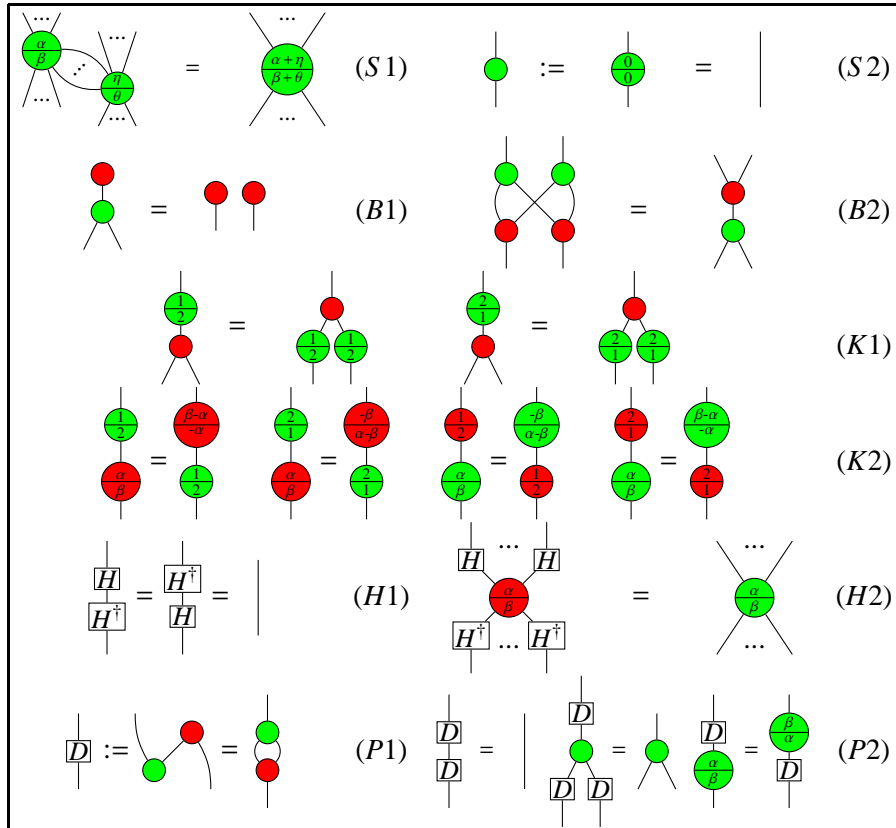 ... ...
α β ... η θ = α+η β+θ (S1) := 0 0 = (S2)
... ... ...
= (B1) = (B2)
1 2 = 1 2 1 2 2 1 = 2 1 2 1 (K1)
1 2 α β = β-α -α 1 2 2 1 α β = -β α-β 2 1 1 2 α β = -β α-β 1 2 2 1 α β = β-α -α 2 1 (K2)
H ... H ...
H H† = H† H = (H1) α β = α β (H2)
H† ... H† ...
D := = (P1) D D = D D D = D α β = β α D (P2)